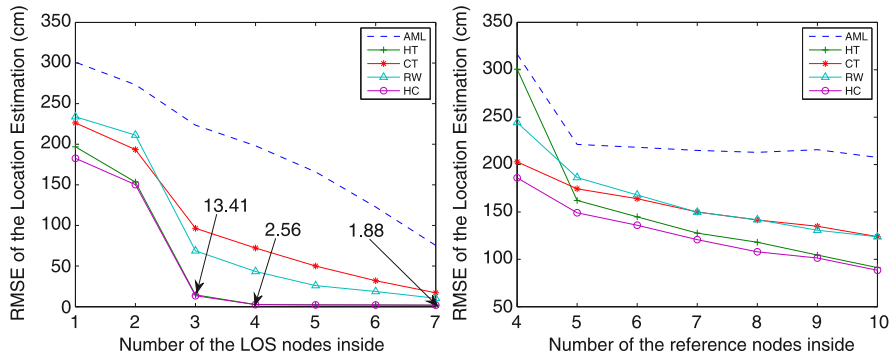 RMSE of the Location Estimation (cm)
350
300
250
200
150
100
50
0
1 2 3 4 5 6 7
Number of the LOS nodes inside
AML
HT
CT
RW
HC
13.41
2.56
1.88
RMSE of the Location Estimation (cm)
350
300
250
200
150
100
50
4 5 6 7 8 9 10
Number of the reference nodes inside
AML
HT
CT
RW
HC